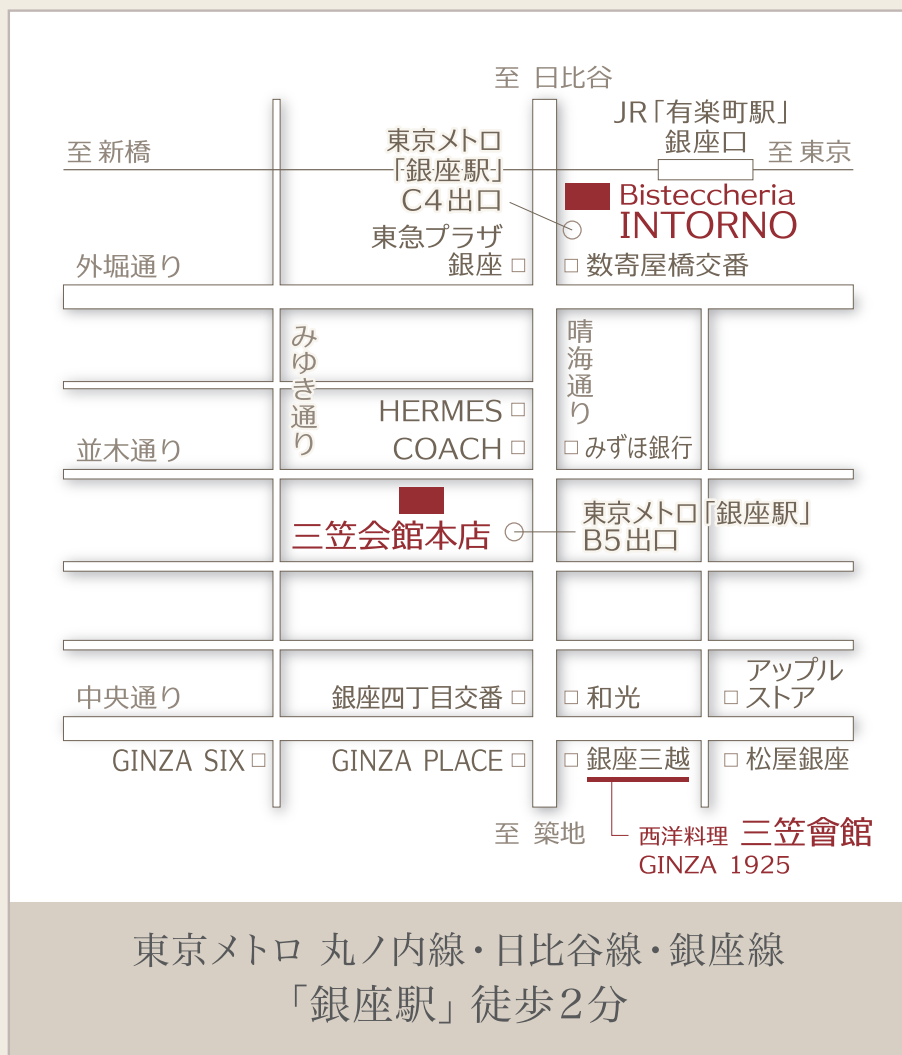 至 日比谷
JR「有楽町駅」
銀座口
至 新橋
至 東京
東京メトロ
「銀座駅」
C4出口
Bisteccheria
INTORNO
東急プラザ
銀座
数寄屋橋交番
外堀通り
みゆき通り
晴海通り
HERMES
COACH
みずほ銀行
並木通り
三笠会館本店
東京メトロ「銀座駅」
B5出口
中央通り
銀座四丁目交番
和光
アップル
ストア
GINZA SIX
GINZA PLACE
銀座三越
松屋銀座
至 築地
西洋料理 三笠會館
GINZA 1925
東京メトロ 丸ノ内線・日比谷線・銀座線
「銀座駅」徒歩2分